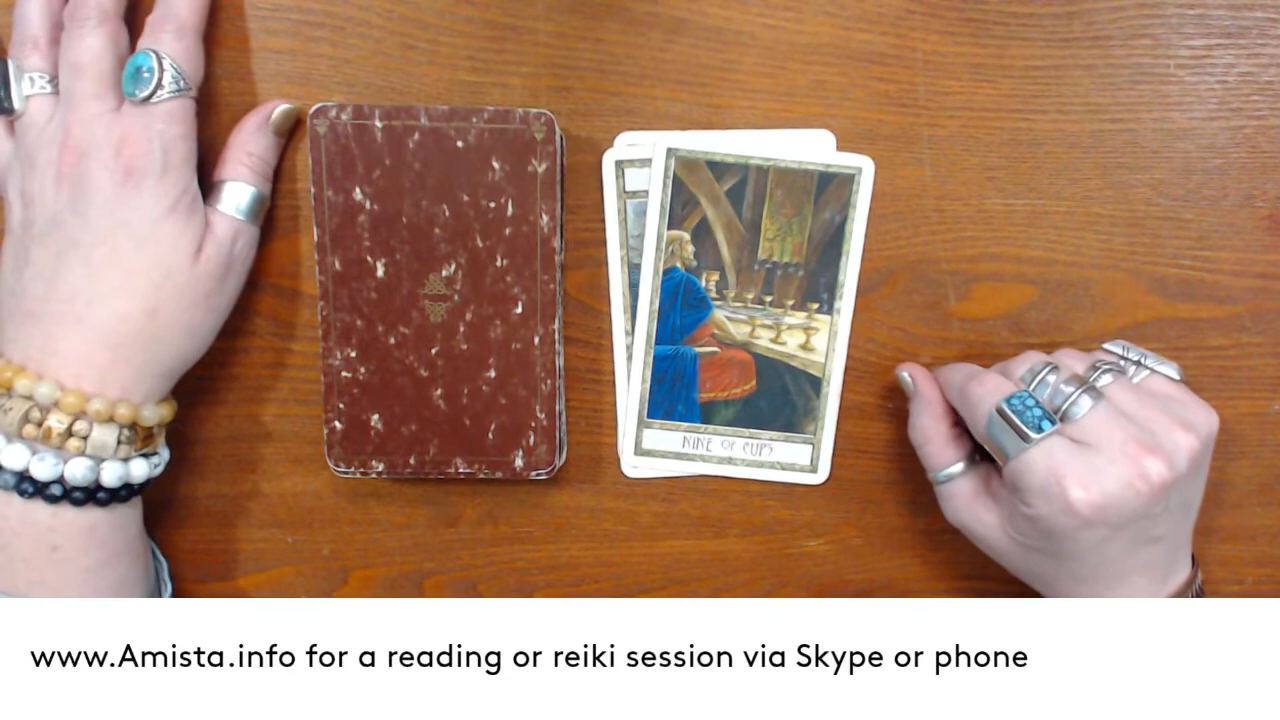 NINE OF CUPS
www.Amista.info for a reading or reiki session via Skype or phone